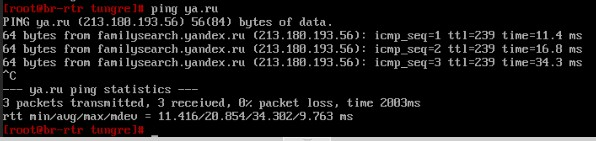 [root@br-rtr tungre]# ping ya.ru
PING ya.ru (213.180.193.56) 56(84) bytes of data.
64 bytes from familysearch.yandex.ru (213.180.193.56): icmp_seq=1 ttl=239 time=11.4 ms
64 bytes from familysearch.yandex.ru (213.180.193.56): icmp_seq=2 ttl=239 time=16.8 ms
64 bytes from familysearch.yandex.ru (213.180.193.56): icmp_seq=3 ttl=239 time=34.3 ms
^C
--- ya.ru ping statistics ---
3 packets transmitted, 3 received, 0% packet loss, time 2003ms
rtt min/avg/max/mdev = 11.416/20.854/34.302/9.763 ms
[root@br-rtr tungre]#